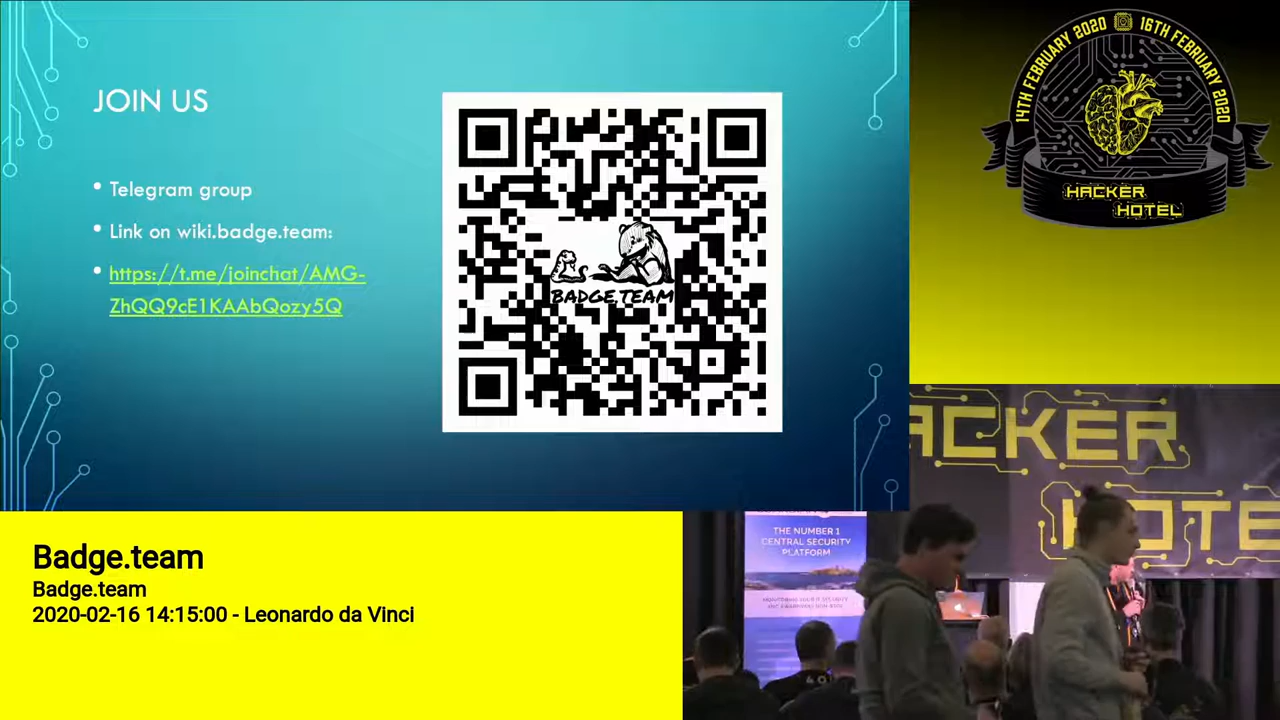 JOIN US
• Telegram group
• Link on wiki.badge.team:
• https://t.me/joinchat/AMG-
ZhQQ9cE1KAAbQozy5Q
BADGE.TEAM
14TH FEBRUARY 2020
16TH FEBRUARY 2020
HACKER
HOTEL
HACKER
HOTE
THE NUMBER 1
CENTRAL SECURITY
PLATFORM
Badge.team
Badge.team
2020-02-16 14:15:00 - Leonardo da Vinci